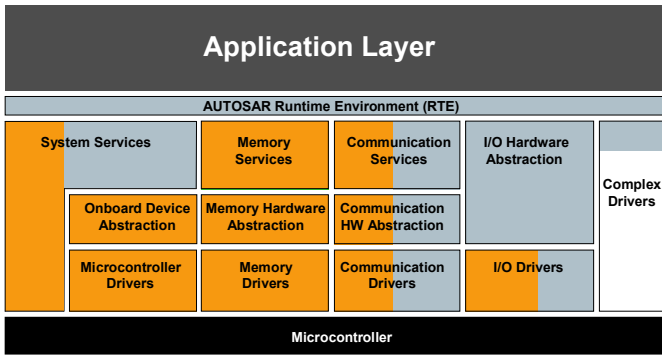 Application Layer
AUTOSAR Runtime Environment (RTE)
System Services
Memory
Services
Communication
Services
I/O Hardware
Abstraction
Complex
Drivers
Onboard Device
Abstraction
Memory Hardware
Abstraction
Communication
HW Abstraction
Microcontroller
Drivers
Memory
Drivers
Communication
Drivers
I/O Drivers
Microcontroller